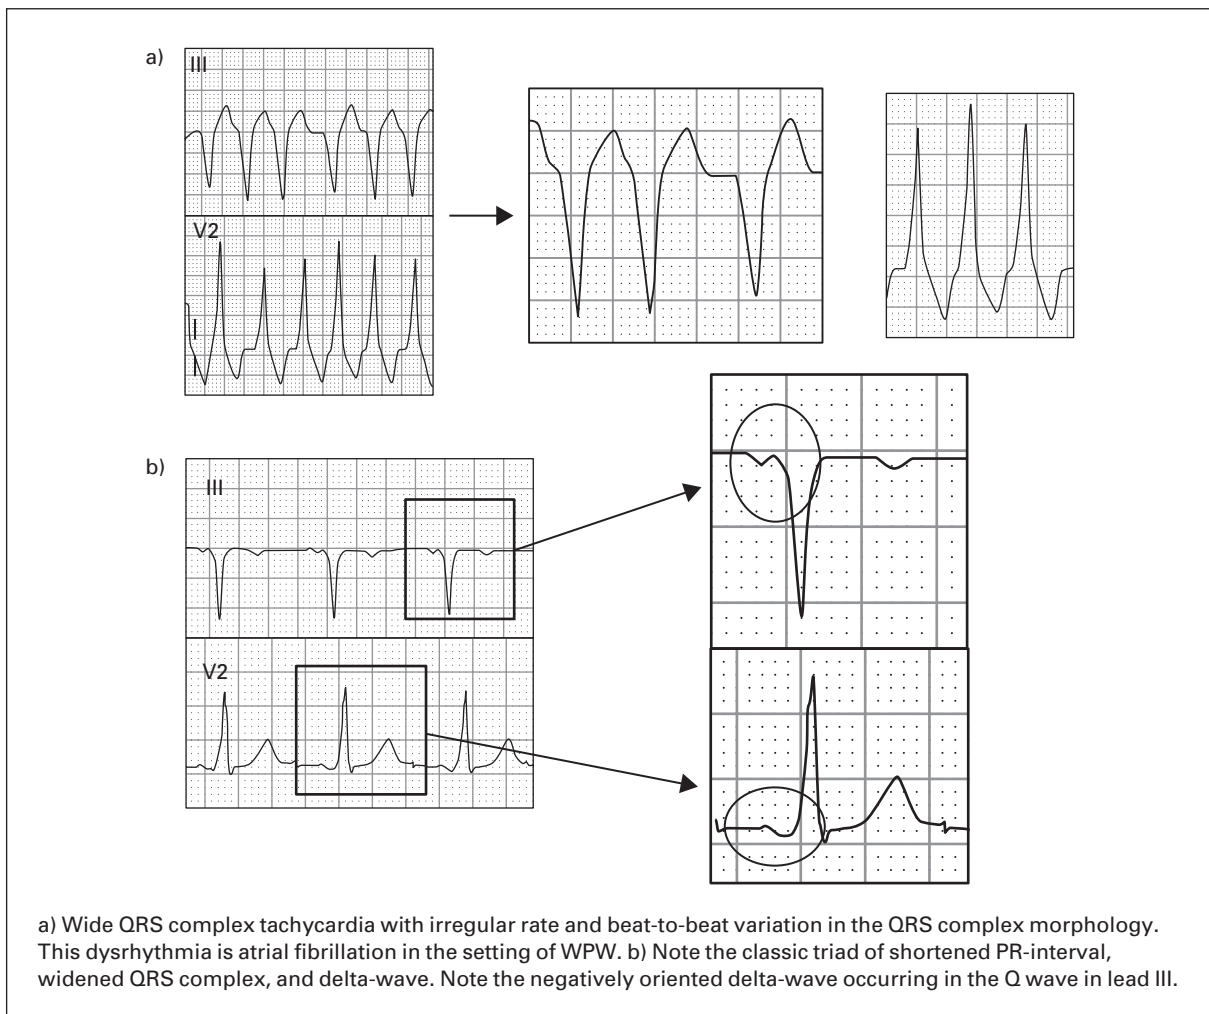 a)
III
V2
b)
III
V2
a) Wide QRS complex tachycardia with irregular rate and beat-to-beat variation in the QRS complex morphology.
This dysrhythmia is atrial fibrillation in the setting of WPW. b) Note the classic triad of shortened PR-interval,
widened QRS complex, and delta-wave. Note the negatively oriented delta-wave occurring in the Q wave in lead III.